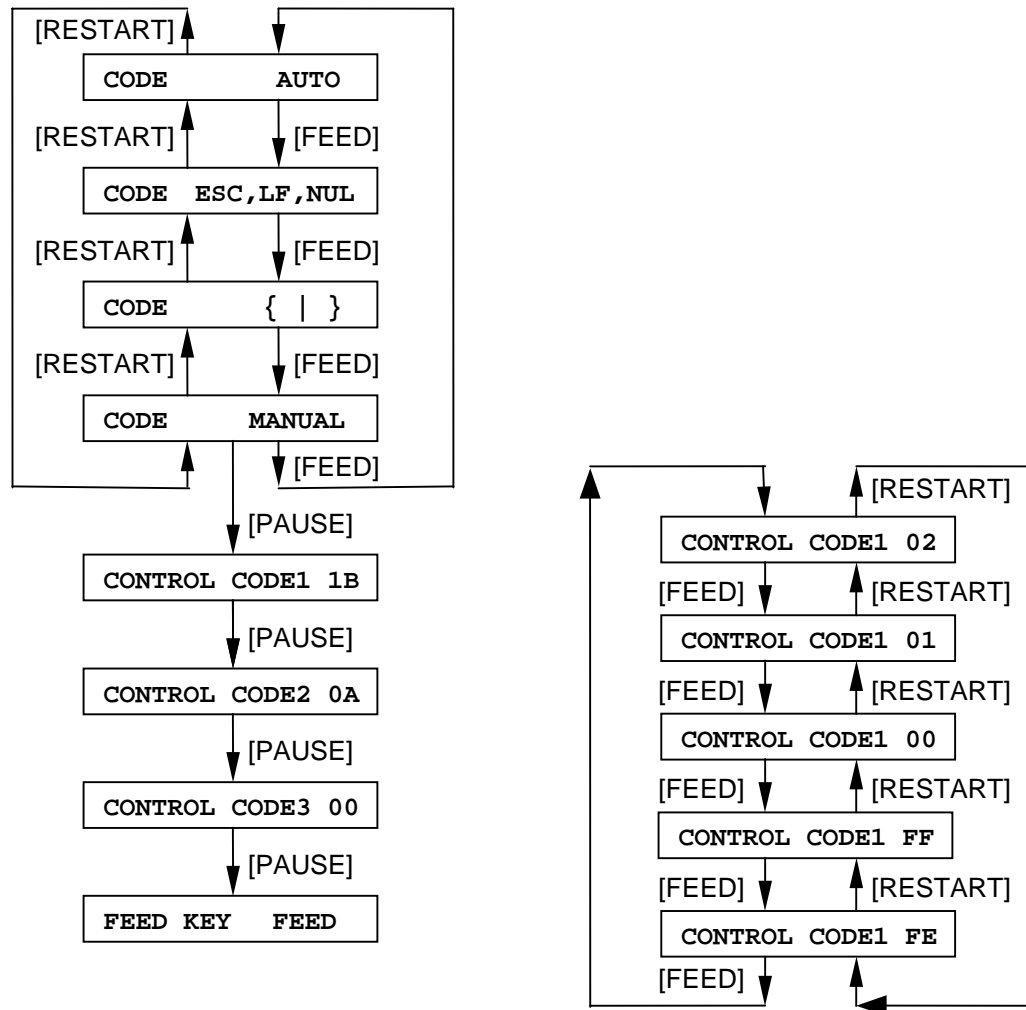 [RESTART]
CODE AUTO
[RESTART] [FEED]
CODE ESC,LF,NUL
[RESTART] [FEED]
CODE { | }
[RESTART] [FEED]
CODE MANUAL
[FEED]
[PAUSE]
CONTROL CODE1 1B
[PAUSE]
CONTROL CODE2 0A
[PAUSE]
CONTROL CODE3 00
[PAUSE]
FEED KEY FEED
[RESTART]
CONTROL CODE1 02
[FEED] [RESTART]
CONTROL CODE1 01
[FEED] [RESTART]
CONTROL CODE1 00
[FEED] [RESTART]
CONTROL CODE1 FF
[FEED] [RESTART]
CONTROL CODE1 FE
[FEED]